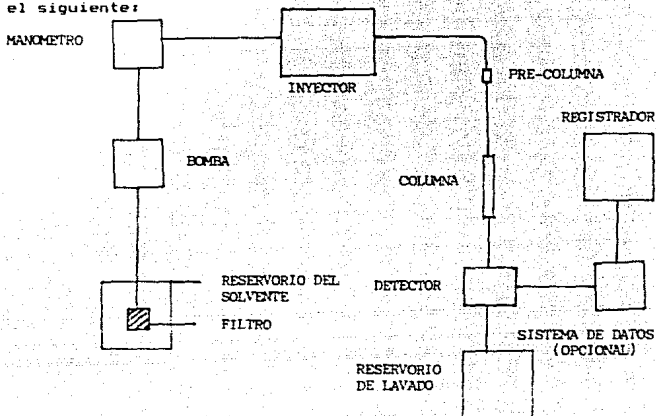 el siguiente:
MANOMETRO
INYECTOR
PRE-COLUMNA
REGISTRADOR
BOMBA
COLUMNA
RESERVORIO DEL
SOLVENTE
FILTRO
DETECTOR
SISTEMA DE DATOS
(OPCIONAL)
RESERVORIO
DE LAVADO